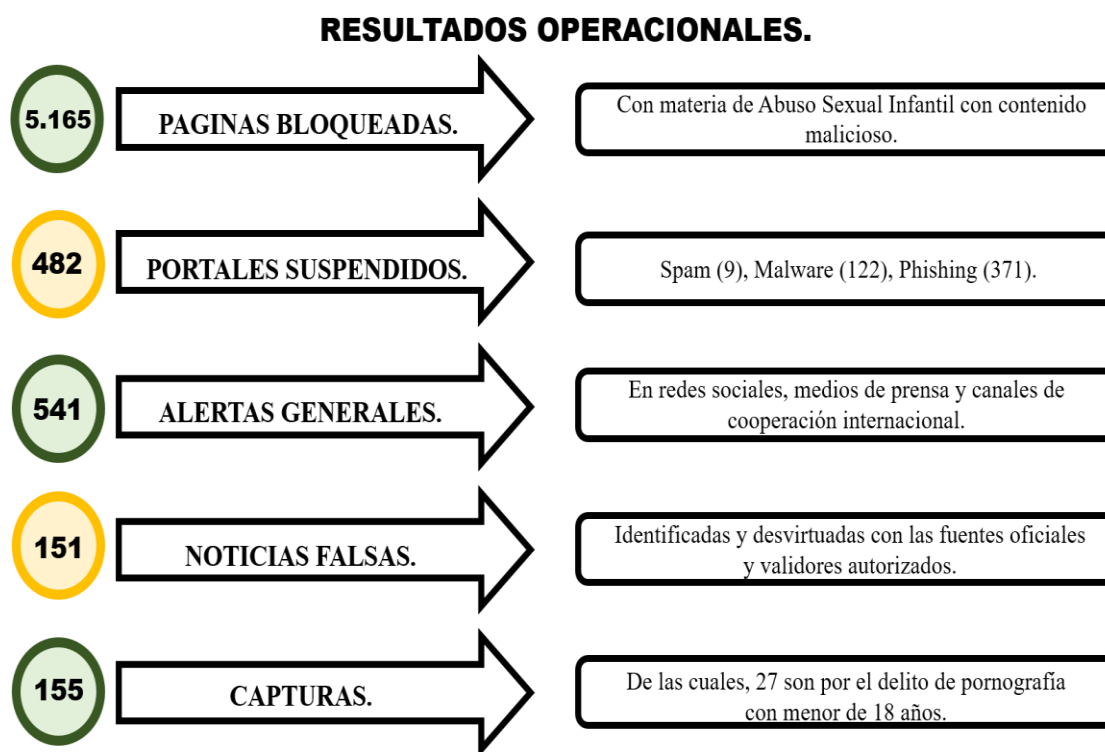 RESULTADOS OPERACIONALES.
5.165
PAGINAS BLOQUEADAS.
Con materia de Abuso Sexual Infantil con contenido
malicioso.
482
PORTALES SUSPENDIDOS.
Spam (9), Malware (122), Phishing (371).
541
ALERTAS GENERALES.
En redes sociales, medios de prensa y canales de
cooperación internacional.
151
NOTICIAS FALSAS.
Identificadas y desvirtuadas con las fuentes oficiales
y validores autorizados.
155
CAPTURAS.
De las cuales, 27 son por el delito de pornografía
con menor de 18 años.